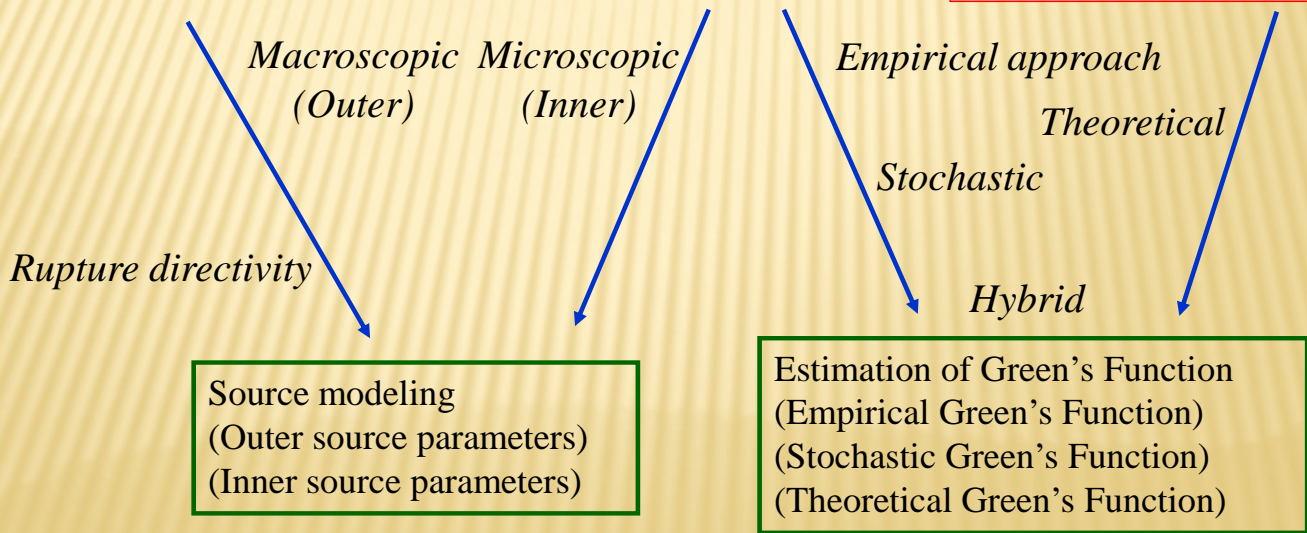 Macroscopic
(Outer)
Microscopic
(Inner)
Empirical approach
Theoretical
Stochastic
Rupture directivity
Hybrid
Source modeling
(Outer source parameters)
(Inner source parameters)
Estimation of Green’s Function
(Empirical Green’s Function)
(Stochastic Green’s Function)
(Theoretical Green’s Function)